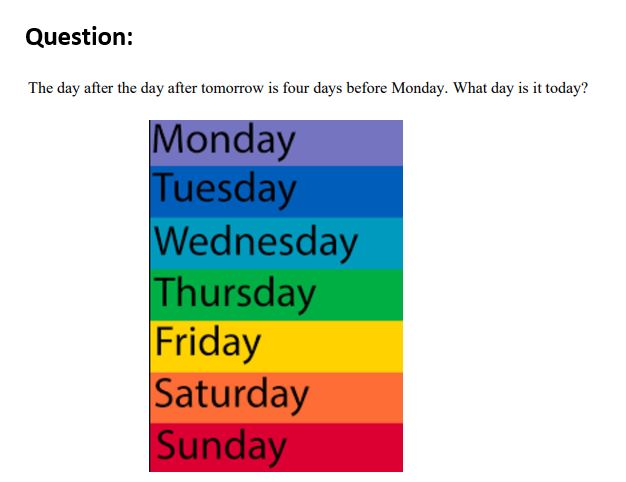 Question:
The day after the day after tomorrow is four days before Monday. What day is it today?
Monday
Tuesday
Wednesday
Thursday
Friday
Saturday
Sunday